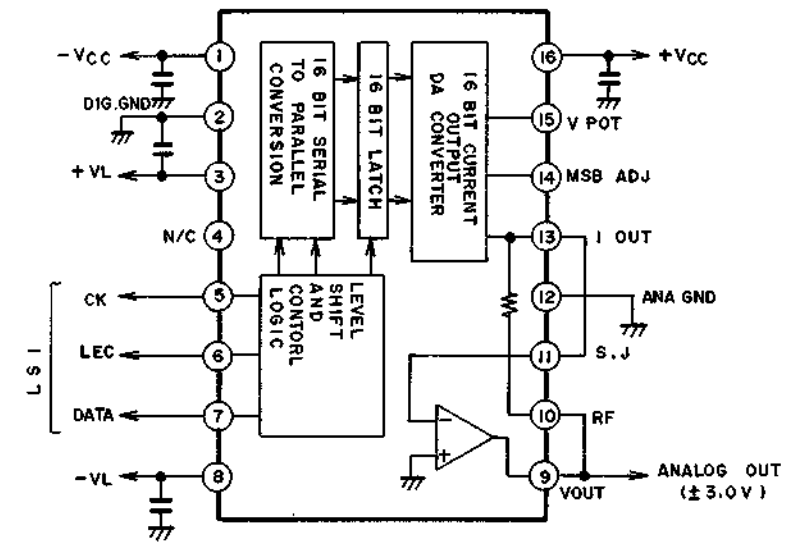 -VCC
1
DIG.GND
2
+VL
3
N/C
4
CK
5
LEC
6
DATA
7
-VL
8
LSI
16 BIT SERIAL
TO PARALLEL
CONVERSION
16 BIT LATCH
16 BIT CURRENT
OUTPUT
DA CONVERTER
LEVEL
SHIFT
AND
CONTORL
LOGIC
16
+VCC
15
V POT
14
MSB ADJ
13
I OUT
12
ANA GND
11
S.J
10
RF
9
VOUT
ANALOG OUT
(±3.0V)
−
+